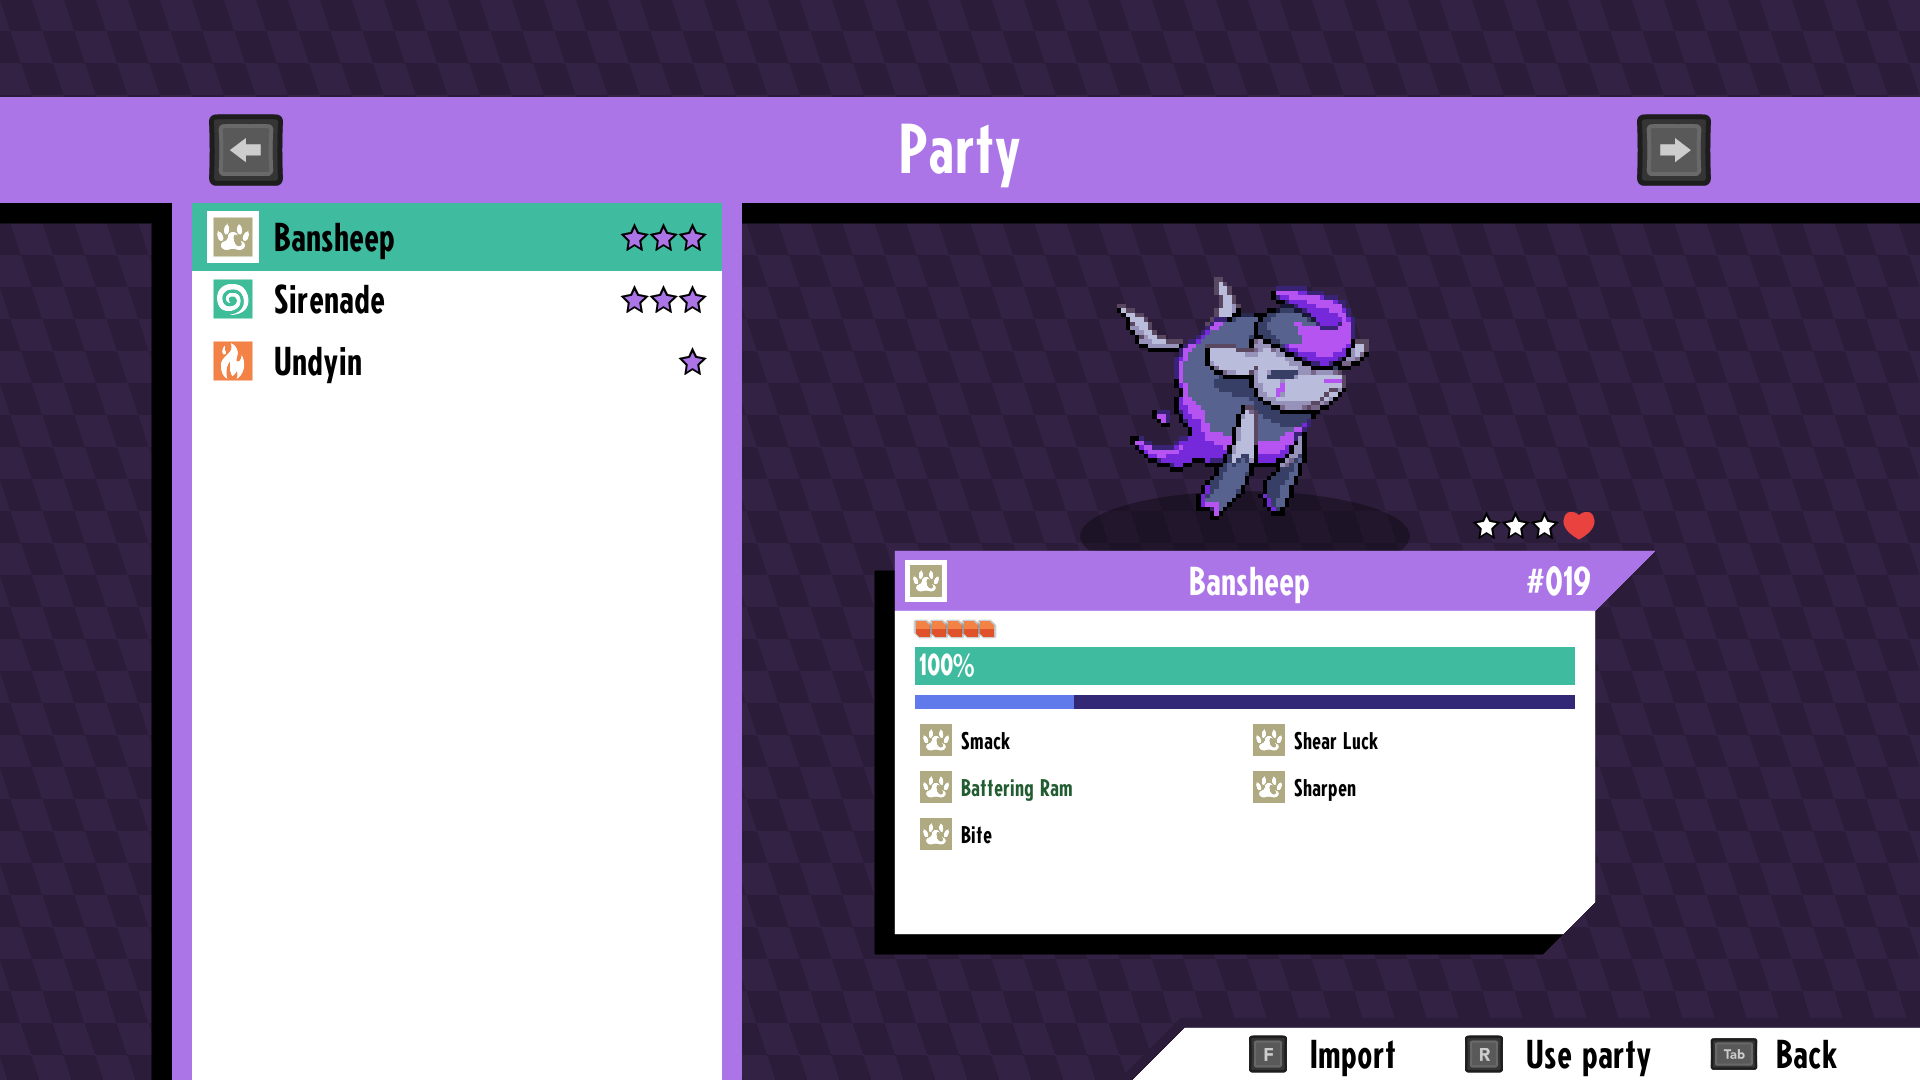 Party
Bansheep
Sirenade
Undyin
Bansheep #019
100%
Smack
Shear Luck
Battering Ram
Sharpen
Bite
F Import R Use party Tab Back